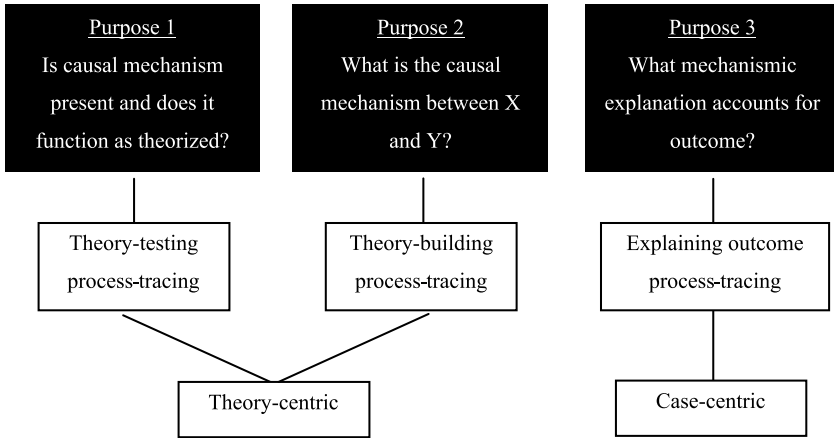 Purpose 1
Is causal mechanism
present and does it
function as theorized?
Purpose 2
What is the causal
mechanism between X
and Y?
Purpose 3
What mechanismic
explanation accounts for
outcome?
Theory-testing
process-tracing
Theory-building
process-tracing
Explaining outcome
process-tracing
Theory-centric
Case-centric